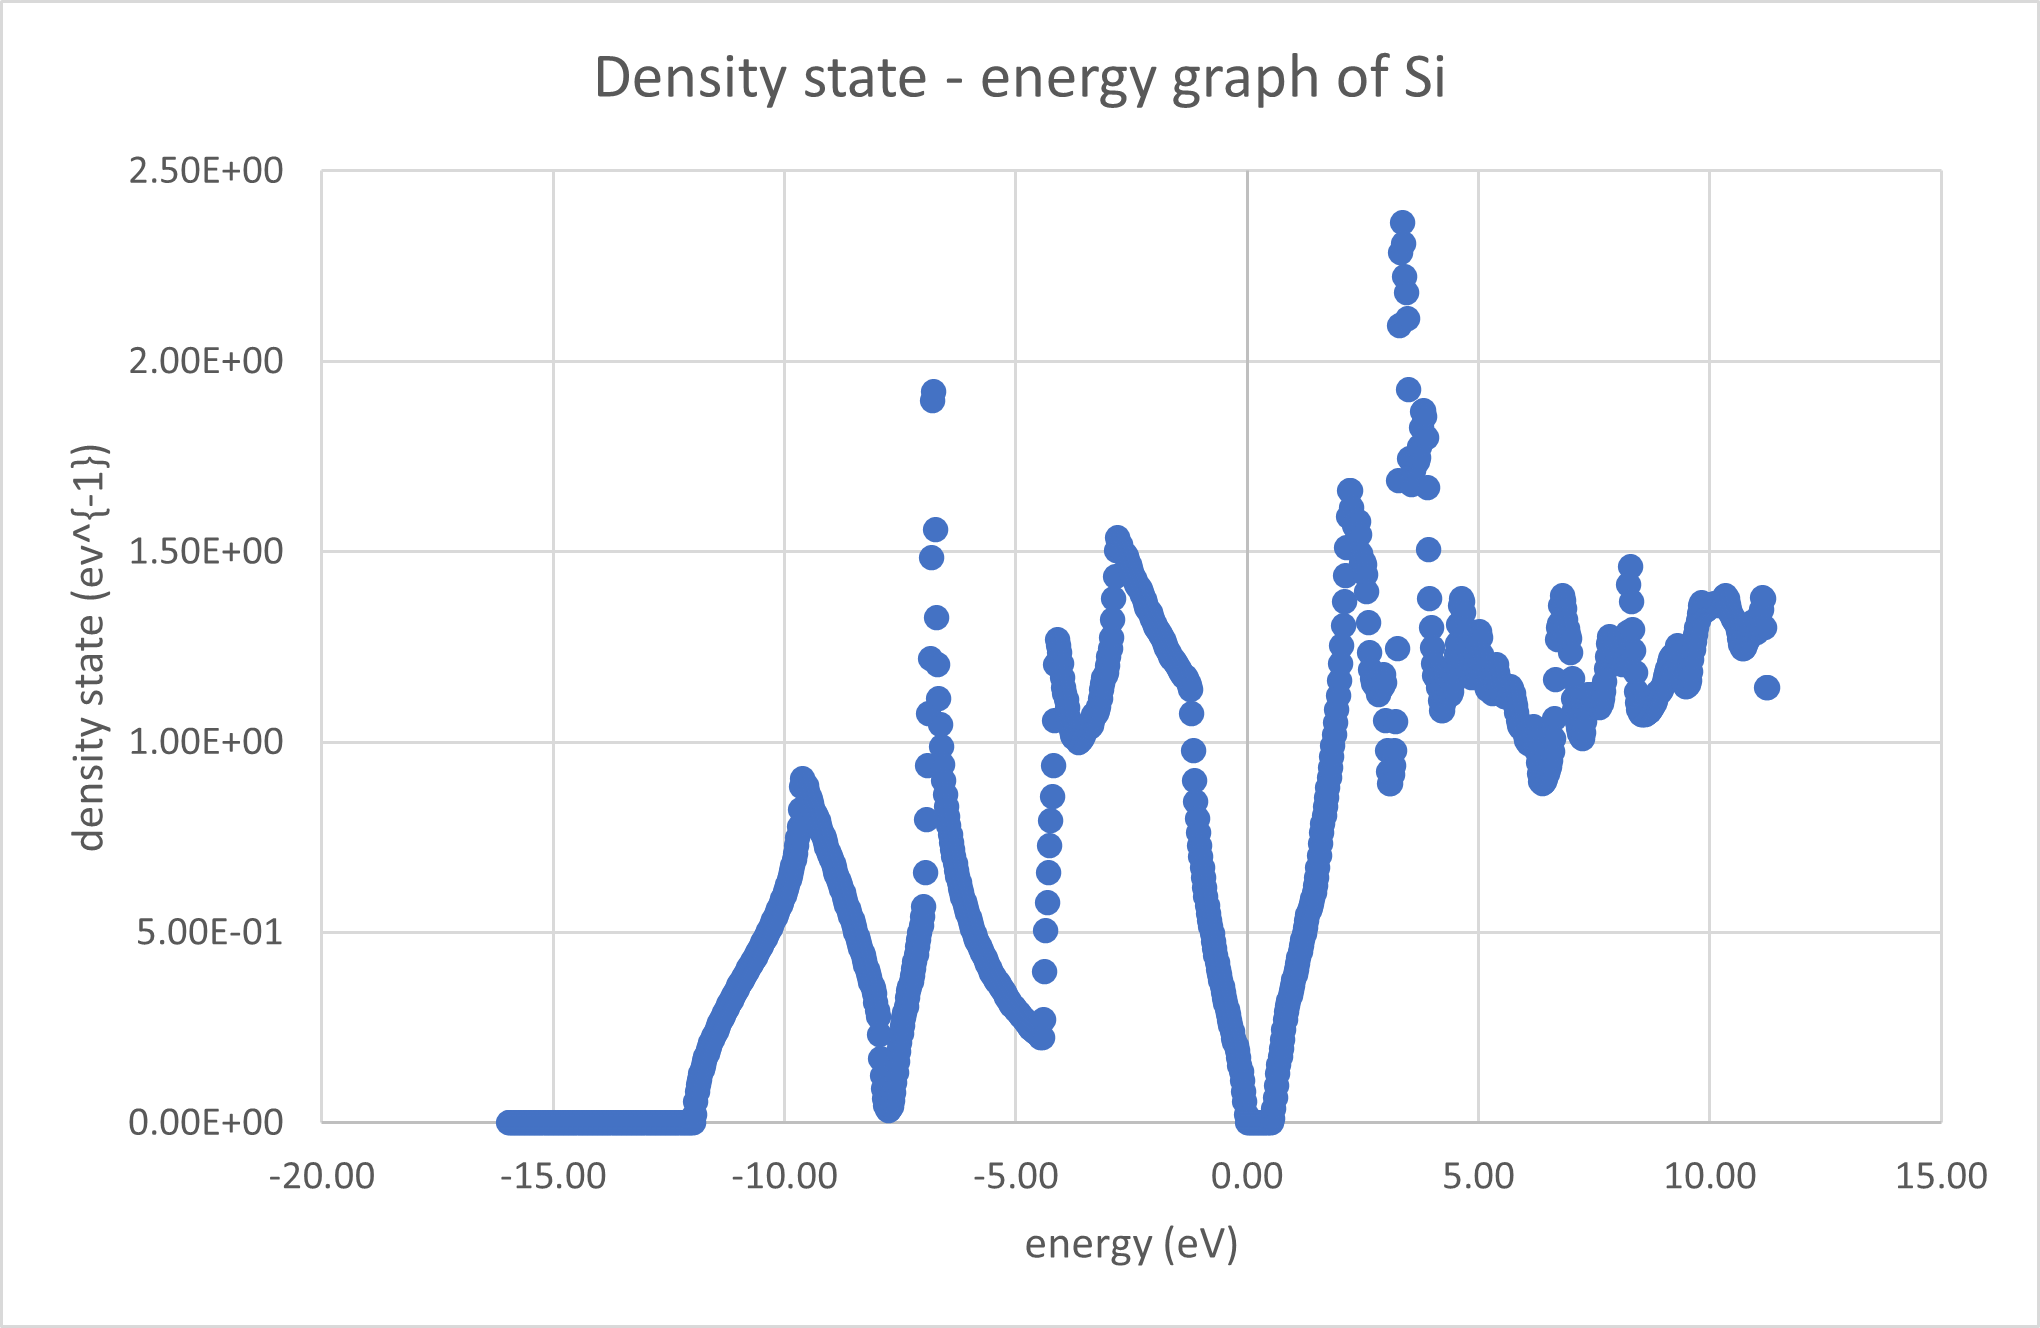 Density state - energy graph of Si
2.50E+00
2.00E+00
1.50E+00
1.00E+00
5.00E-01
0.00E+00
density state (ev^{-1})
-20.00 -15.00 -10.00 -5.00 0.00 5.00 10.00 15.00
energy (eV)